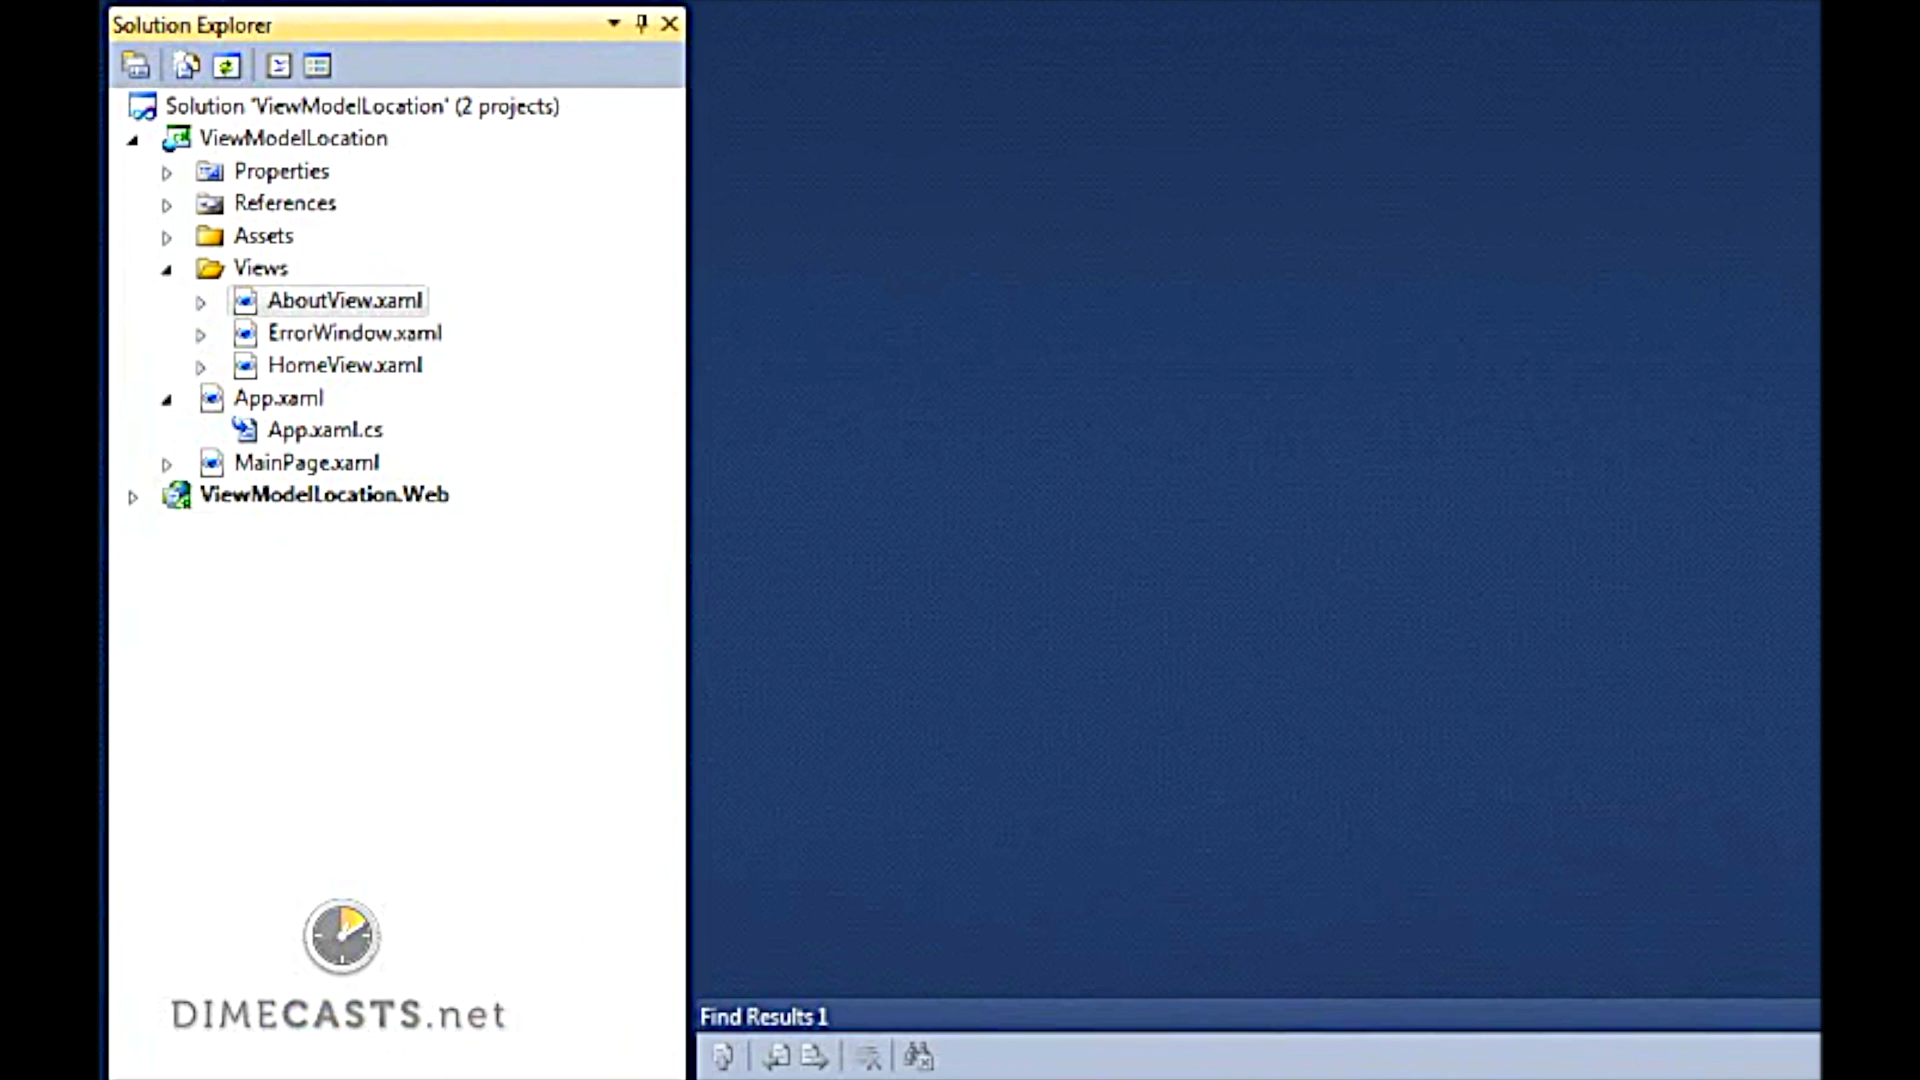 Solution Explorer
Solution 'ViewModelLocation' (2 projects)
ViewModelLocation
Properties
References
Assets
Views
AboutView.xaml
ErrorWindow.xaml
HomeView.xaml
App.xaml
App.xaml.cs
MainPage.xaml
ViewModelLocation.Web
DIMECASTS.net
Find Results 1